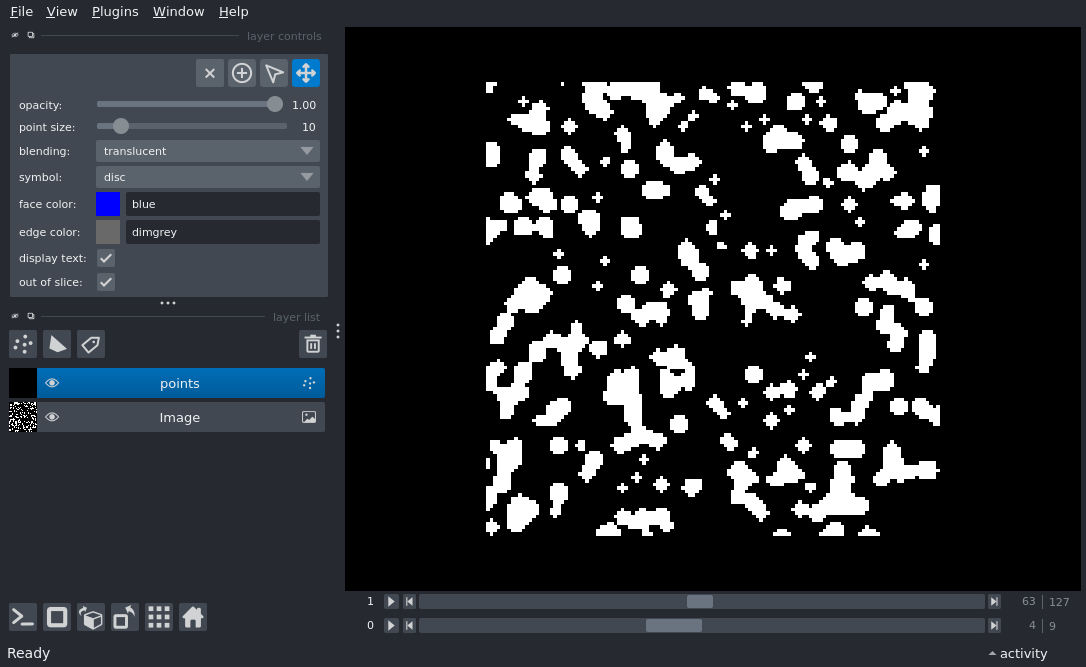 File View Plugins Window Help
layer controls
opacity: 1.00
point size: 10
blending: translucent
symbol: disc
face color: blue
edge color: dimgrey
display text:
out of slice:
layer list
points
Image
1 63 127
0 4 9
Ready activity